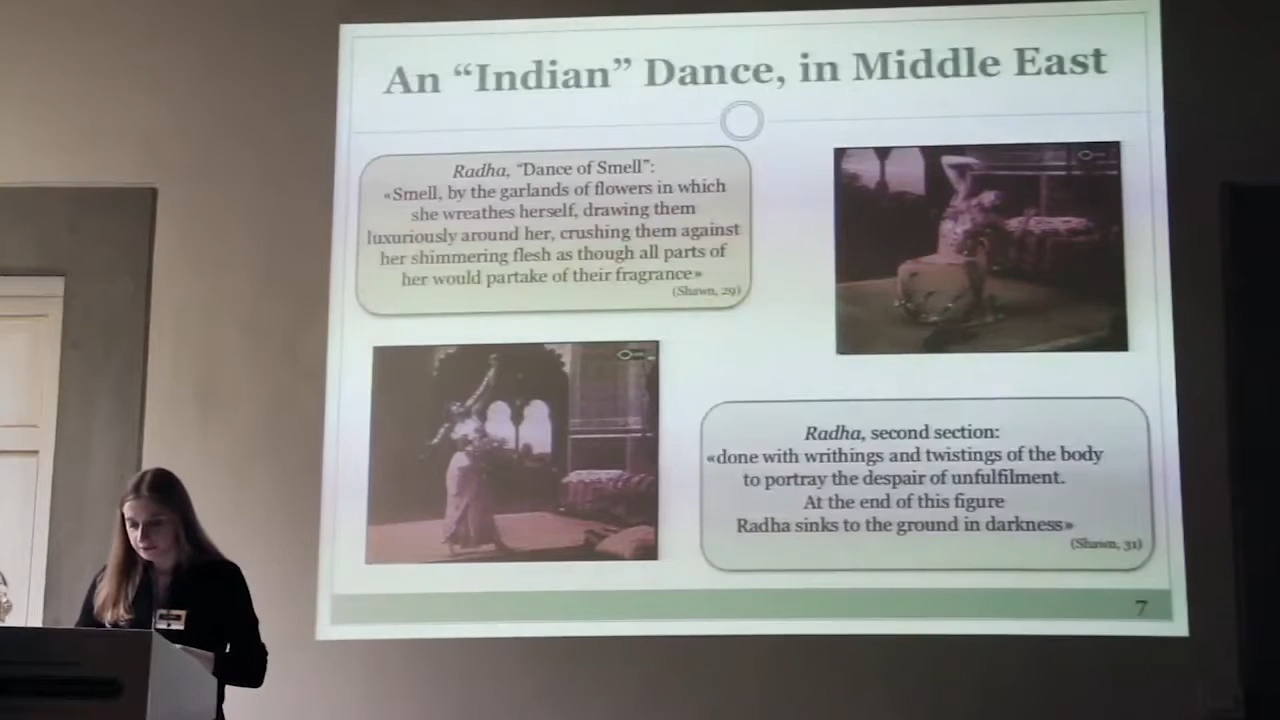 An “Indian” Dance, in Middle East
Radha, “Dance of Smell”:
«Smell, by the garlands of flowers in which
she wreathes herself, drawing them
luxuriously around her, crushing them against
her shimmering flesh as though all parts of
her would partake of their fragrance»
(Shawn, 29)
Radha, second section:
«done with writhings and twistings of the body
to portray the despair of unfulfilment.
At the end of this figure
Radha sinks to the ground in darkness»
(Shawn, 31)
7